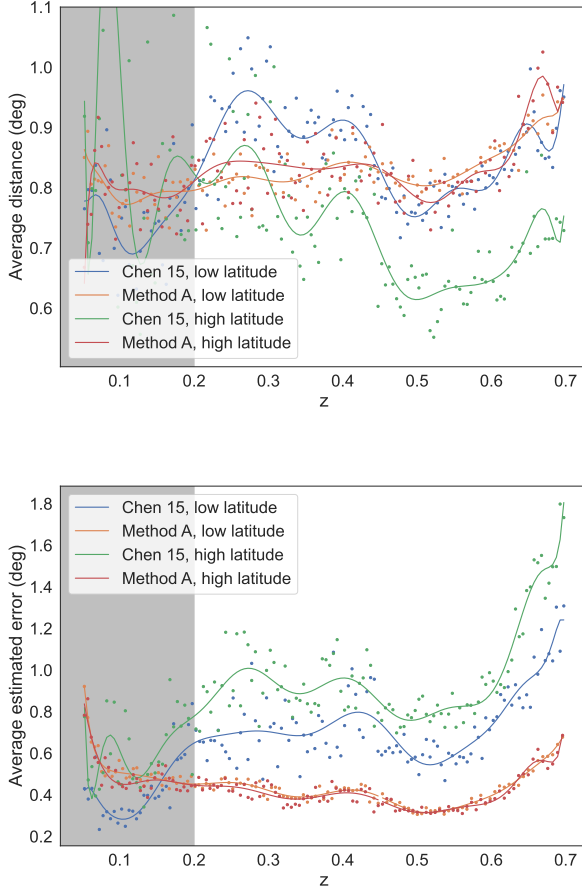 1.1
1.0
0.9
0.8
0.7
0.6
Average distance (deg)
Chen 15, low latitude
Method A, low latitude
Chen 15, high latitude
Method A, high latitude
0.1 0.2 0.3 0.4 0.5 0.6 0.7
z
1.8
1.6
1.4
1.2
1.0
0.8
0.6
0.4
0.2
Average estimated error (deg)
Chen 15, low latitude
Method A, low latitude
Chen 15, high latitude
Method A, high latitude
0.1 0.2 0.3 0.4 0.5 0.6 0.7
z